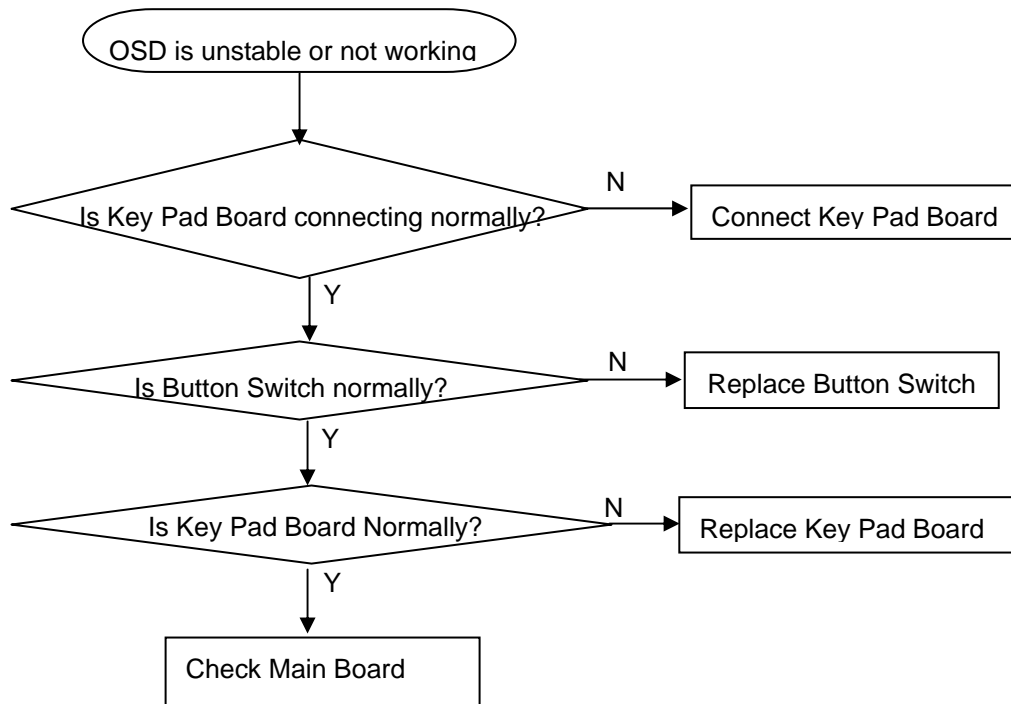 OSD is unstable or not working
N
Is Key Pad Board connecting normally?
Connect Key Pad Board
Y
N
Is Button Switch normally?
Replace Button Switch
Y
N
Is Key Pad Board Normally?
Replace Key Pad Board
Y
Check Main Board